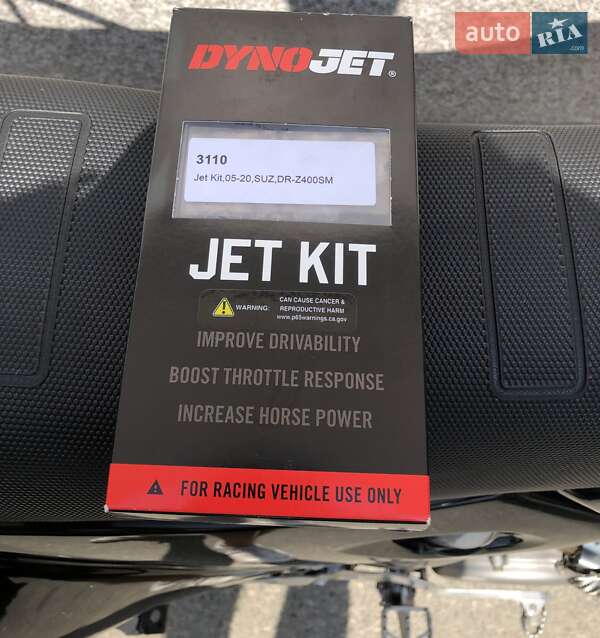 auto RIA.com
DYNOJET®
3110
Jet Kit,05-20,SUZ,DR-Z400SM
JET KIT
WARNING: CAN CAUSE CANCER &
REPRODUCTIVE HARM
www.p65warnings.ca.gov
IMPROVE DRIVABILITY
BOOST THROTTLE RESPONSE
INCREASE HORSE POWER
FOR RACING VEHICLE USE ONLY